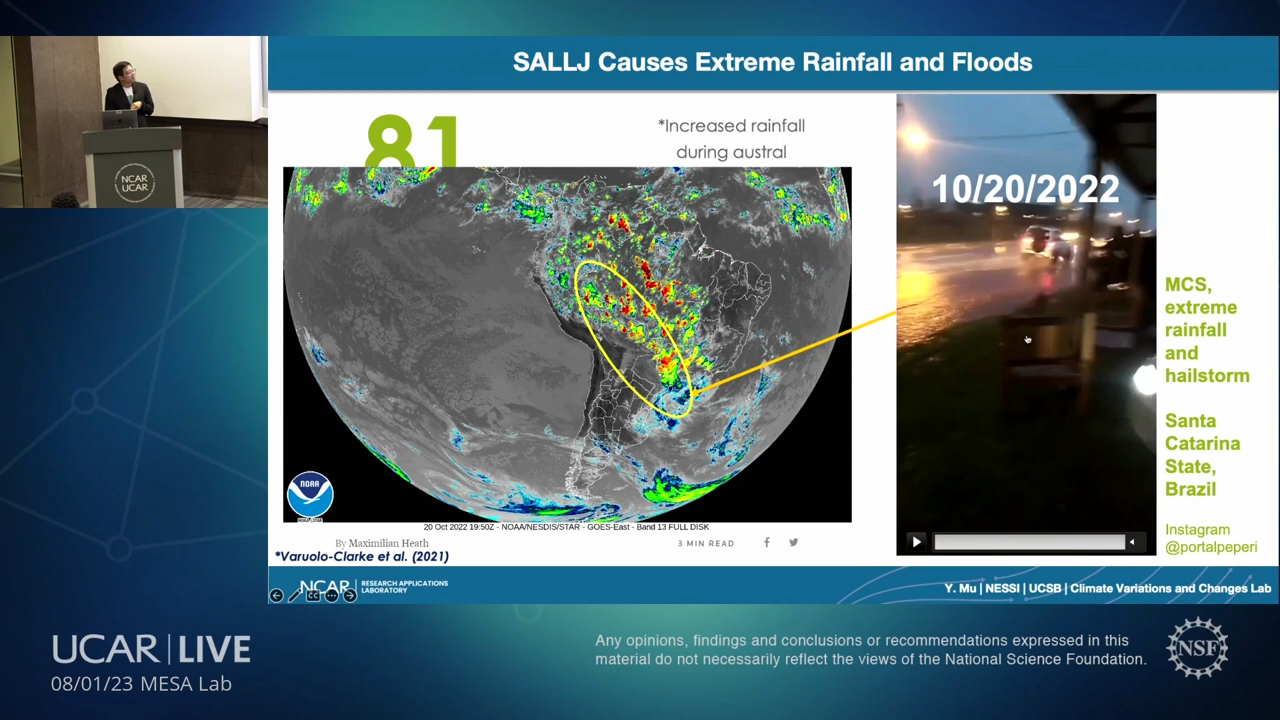 SALLJ Causes Extreme Rainfall and Floods
81
*Increased rainfall
during austral
10/20/2022
MCS,
extreme
rainfall
and
hailstorm
Santa
Catarina
State,
Brazil
Instagram
@portalpeperi
NCAR
UCAR
NOAA
20 Oct 2022 19:50Z - NOAA/NESDIS/STAR - GOES-East - Band 13 FULL DISK
By Maximilian Heath
3 MIN READ
*Varuolo-Clarke et al. (2021)
NCAR
RESEARCH APPLICATIONS
LABORATORY
CC
Y. Mu | NESSI | UCSB | Climate Variations and Changes Lab
UCAR | LIVE
08/01/23 MESA Lab
Any opinions, findings and conclusions or recommendations expressed in this
material do not necessarily reflect the views of the National Science Foundation.
NSF